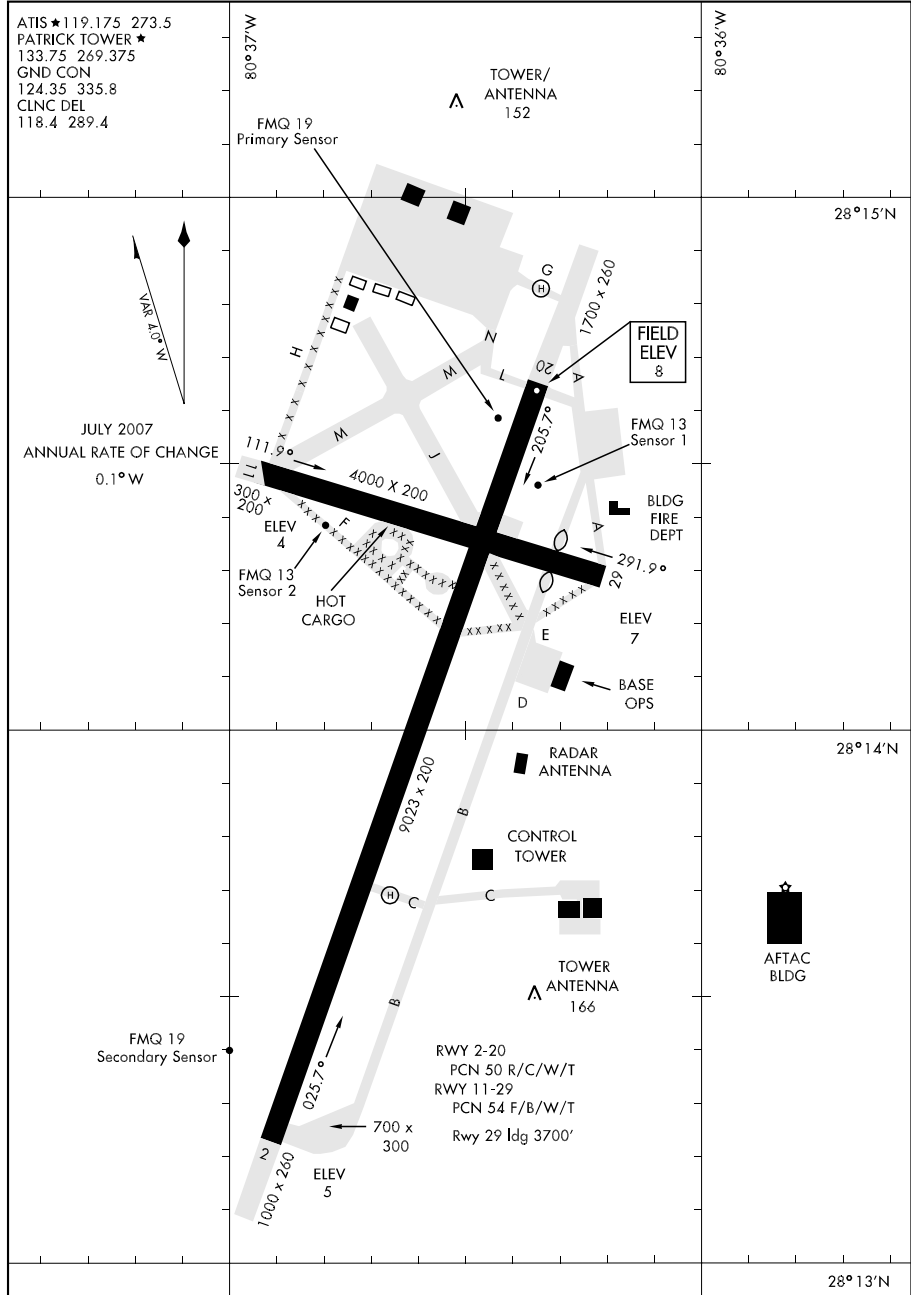 ATIS ★ 119.175 273.5
PATRICK TOWER ★
133.75 269.375
GND CON
124.35 335.8
CLNC DEL
118.4 289.4
80°37'W
80°36'W
TOWER/
ANTENNA
152
FMQ 19
Primary Sensor
28°15'N
VAR 4.0° W
JULY 2007
ANNUAL RATE OF CHANGE
0.1° W
G
H
1700 x 260
FIELD
ELEV
8
N
L
20
A
M
H
M
J
205.7°
FMQ 13
Sensor 1
111.9°
11
4000 X 200
300 x
200
ELEV
4
F
FMQ 13
Sensor 2
HOT
CARGO
BLDG
FIRE
DEPT
A
291.9°
29
ELEV
7
E
BASE
OPS
D
28°14'N
RADAR
ANTENNA
9023 x 200
B
CONTROL
TOWER
H
C
C
AFTAC
BLDG
TOWER
ANTENNA
166
B
FMQ 19
Secondary Sensor
025.7°
RWY 2-20
PCN 50 R/C/W/T
RWY 11-29
PCN 54 F/B/W/T
Rwy 29 ldg 3700'
700 x
300
2
1000 x 260
ELEV
5
28°13'N